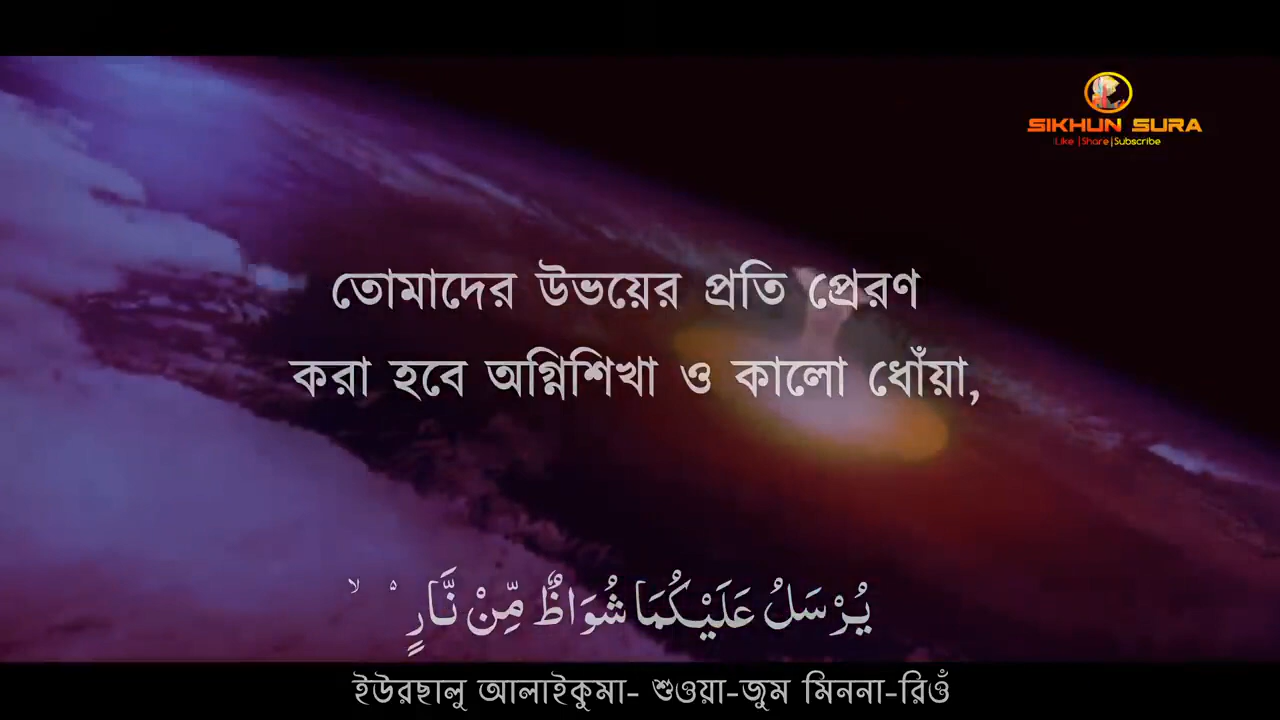 SIKHUN SURA
Like |Share|Subscribe
তোমাদের উভয়ের প্রতি প্রেরণ
করা হবে অগ্নিশিখা ও কালো ধোঁয়া,
يُرْسَلُ عَلَيْكُمَا شُوَاظٌ مِّنْ نَّارٍ ۙ
ইউরছালু আলাইকুমা- শুওয়া-জুম মিননা-রিওঁ